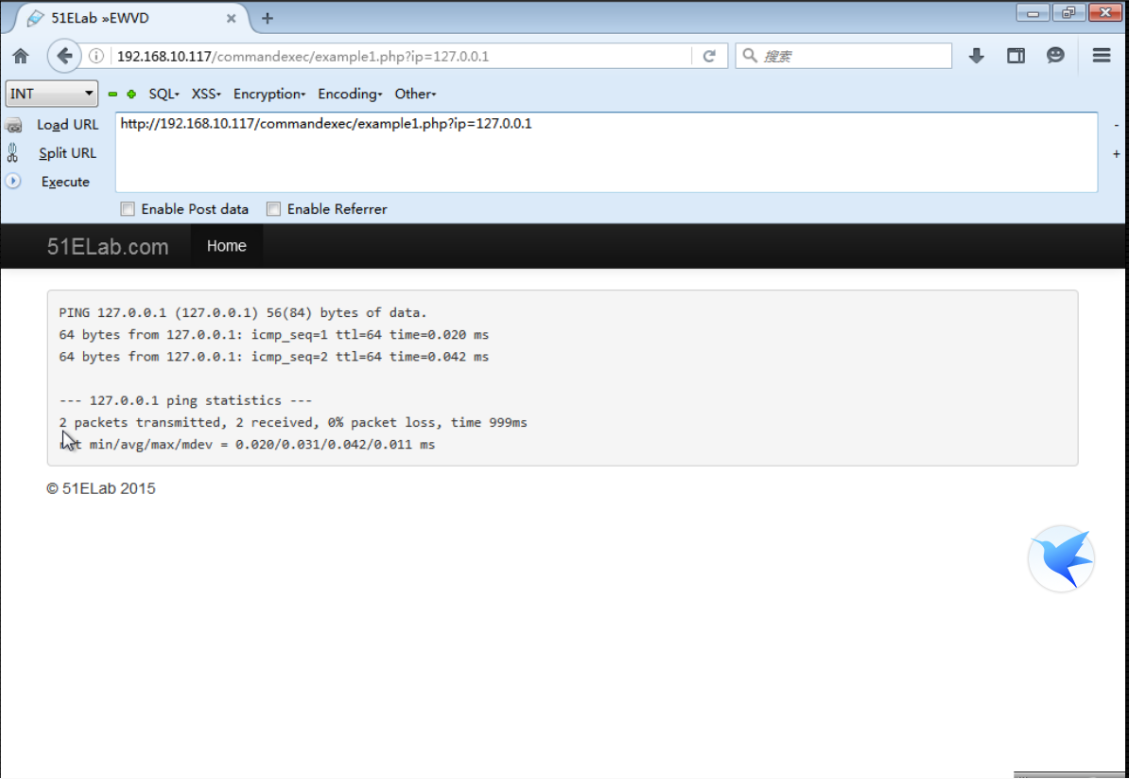 51ELab »EWVD
192.168.10.117/commandexec/example1.php?ip=127.0.0.1
搜索
INT
SQL XSS Encryption Encoding Other
Load URL
http://192.168.10.117/commandexec/example1.php?ip=127.0.0.1
Split URL
Execute
Enable Post data
Enable Referrer
51ELab.com
Home
PING 127.0.0.1 (127.0.0.1) 56(84) bytes of data.
64 bytes from 127.0.0.1: icmp_seq=1 ttl=64 time=0.020 ms
64 bytes from 127.0.0.1: icmp_seq=2 ttl=64 time=0.042 ms
--- 127.0.0.1 ping statistics ---
2 packets transmitted, 2 received, 0% packet loss, time 999ms
min/avg/max/mdev = 0.020/0.031/0.042/0.011 ms
© 51ELab 2015